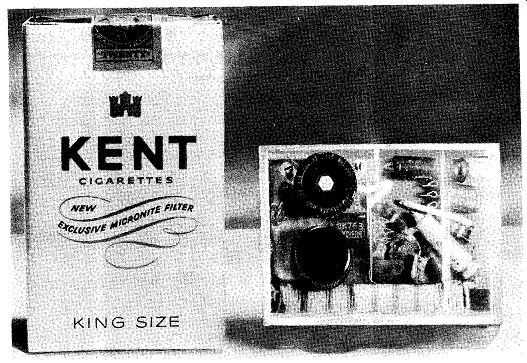 KENT
CIGARETTES
NEW
EXCLUSIVE MICRONITE FILTER
KING SIZE